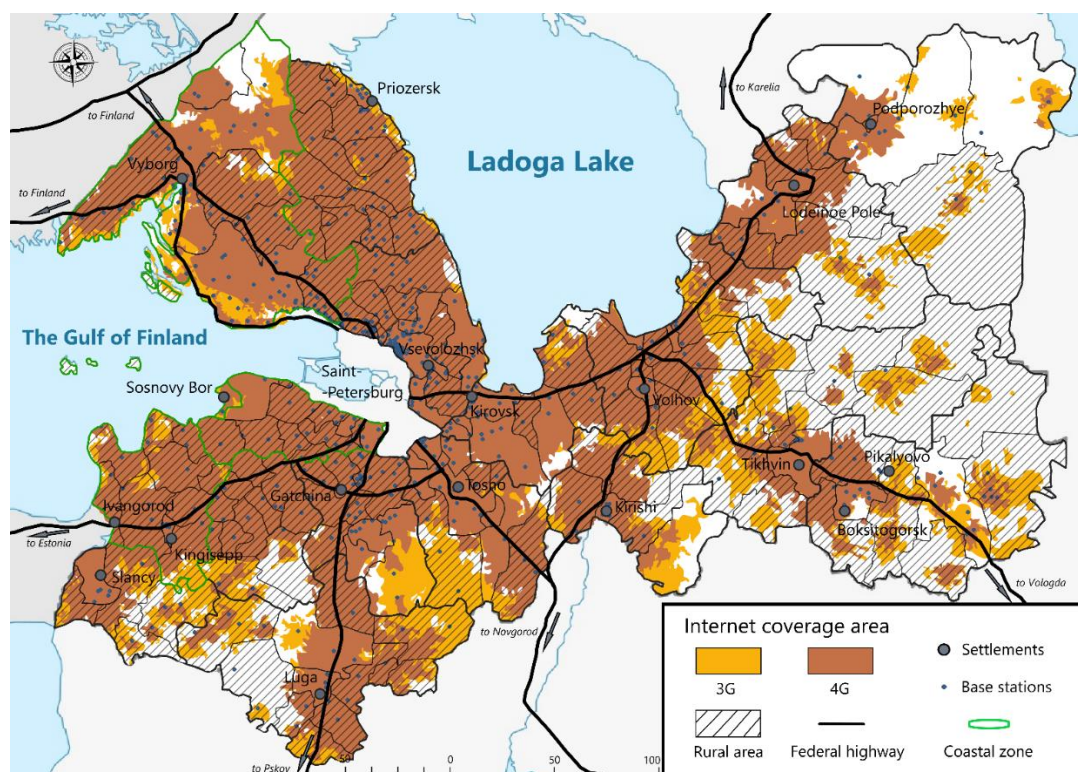 Priozersk
to Karelia
Podporozhye
to Finland
Ladoga Lake
Vyborg
to Finland
Lodeinoe Pole
The Gulf of Finland
Vsevolozhsk
Saint-
-Petersburg
Sosnovy Bor
Kirovsk
Volhov
Tikhvin
Pikalyovo
Gatchina
Tosno
Ivangorod
Kirishi
Boksitogorsk
to Estonia
Kingisepp
Slancy
to Vologda
to Novgorod
Luga
to Pskov
50
0
50
100
Internet coverage area
3G
4G
Settlements
Base stations
Rural area
Federal highway
Coastal zone